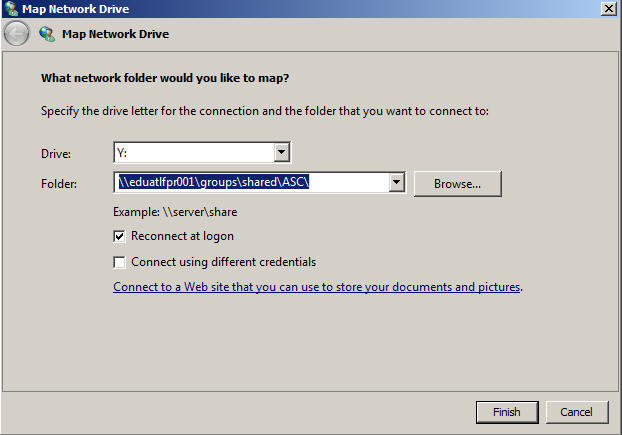 Map Network Drive
Map Network Drive
What network folder would you like to map?
Specify the drive letter for the connection and the folder that you want to connect to:
Drive: Y:
Folder: \\eduatlfpr001\groups\shared\ASC\ Browse...
Example: \\server\share
Reconnect at logon
Connect using different credentials
Connect to a Web site that you can use to store your documents and pictures.
Finish Cancel